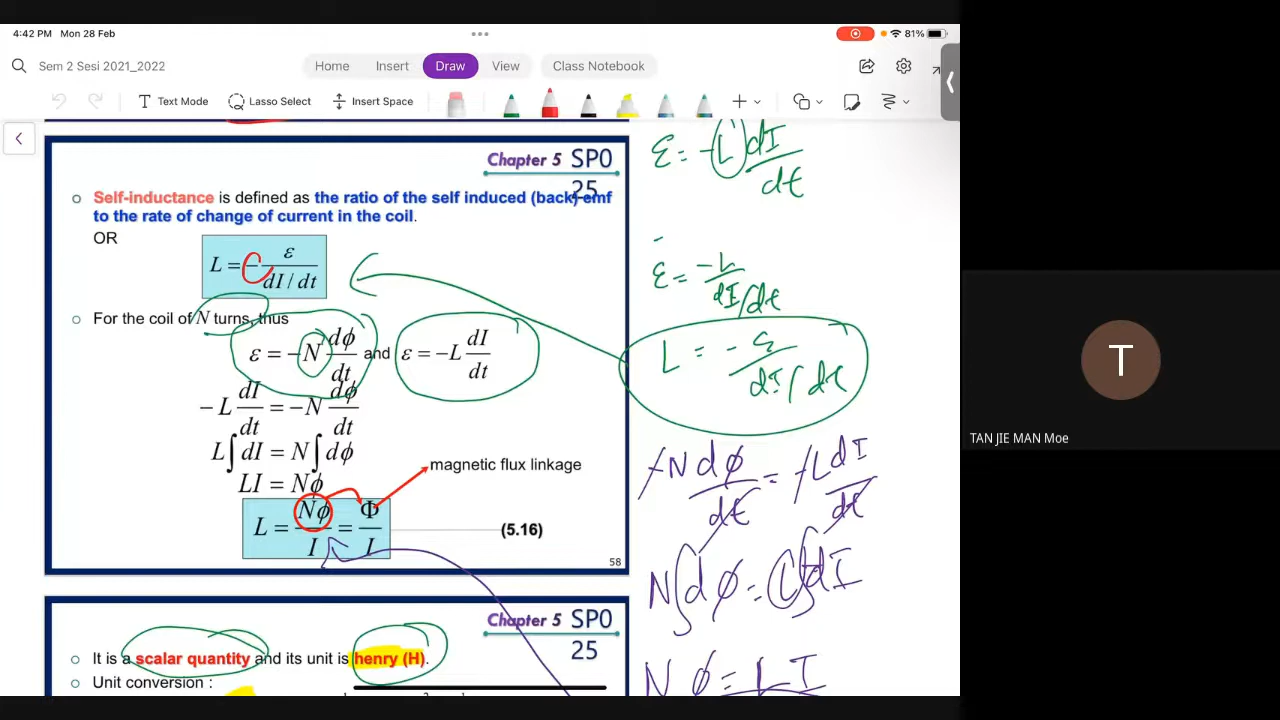 4:42 PM Mon 28 Feb
81%
Sem 2 Sesi 2021_2022
Home Insert Draw View Class Notebook
Text Mode Lasso Select Insert Space
Chapter 5 SPO
25
Self-inductance is defined as the ratio of the self induced (back) emf
to the rate of change of current in the coil.
OR
L = - ε / dI / dt
For the coil of N turns, thus
ε = -N dϕ/dt and ε = -L dI/dt
-L dI/dt = -N dϕ/dt
L∫ dI = N∫ dϕ
LI = Nϕ
magnetic flux linkage
L = Nϕ/I = Φ/I
(5.16)
58
Chapter 5 SPO
25
It is a scalar quantity and its unit is henry (H).
Unit conversion :
ε = -L dI/dt
ε = -L / dI/dt
L = - ε / dI/dt
-N dϕ/dt = -L dI/dt
N∫dϕ = L∫dI
Nϕ = LI
T
TAN JIE MAN Moe